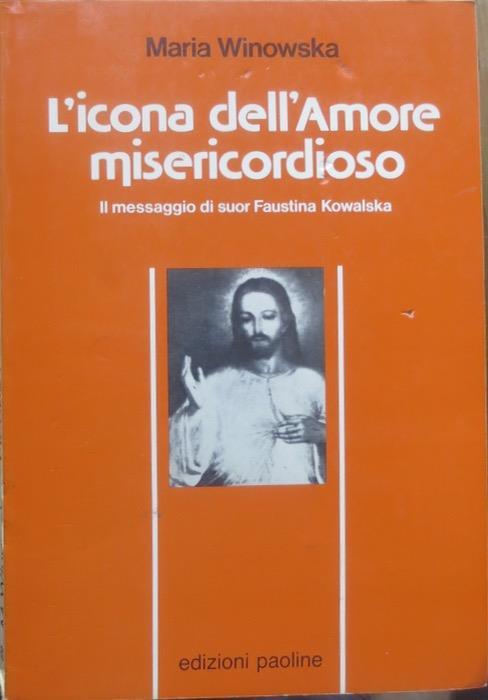 Maria Winowska
L'icona dell'Amore
misericordioso
Il messaggio di suor Faustina Kowalska
edizioni paoline